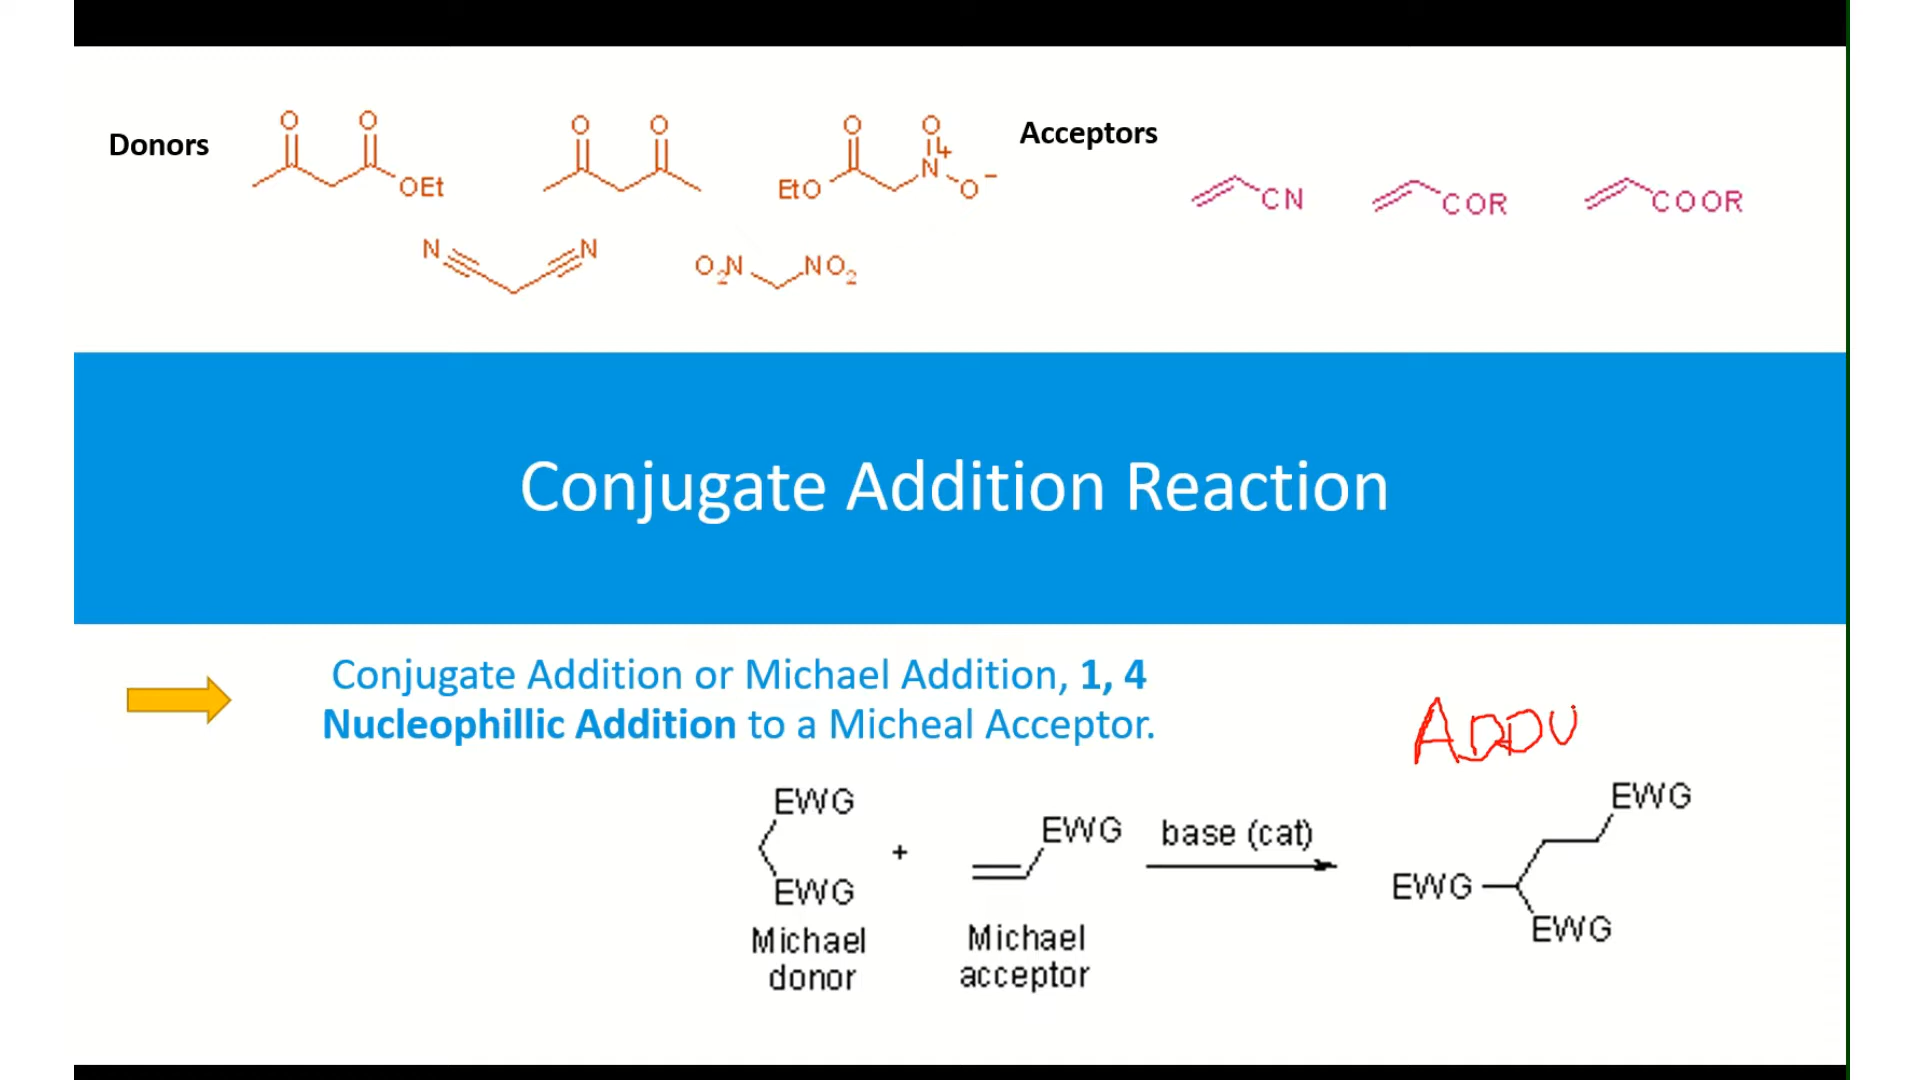 Donors
O O
OEt
O O
O O
EtO N+ O−
Acceptors
CN
COR
COOR
N N
O2N NO2
Conjugate Addition Reaction
Conjugate Addition or Michael Addition, 1, 4
Nucleophillic Addition to a Micheal Acceptor.
ADDU
EWG
EWG
Michael
donor
+
EWG
Michael
acceptor
base (cat)
EWG
EWG
EWG